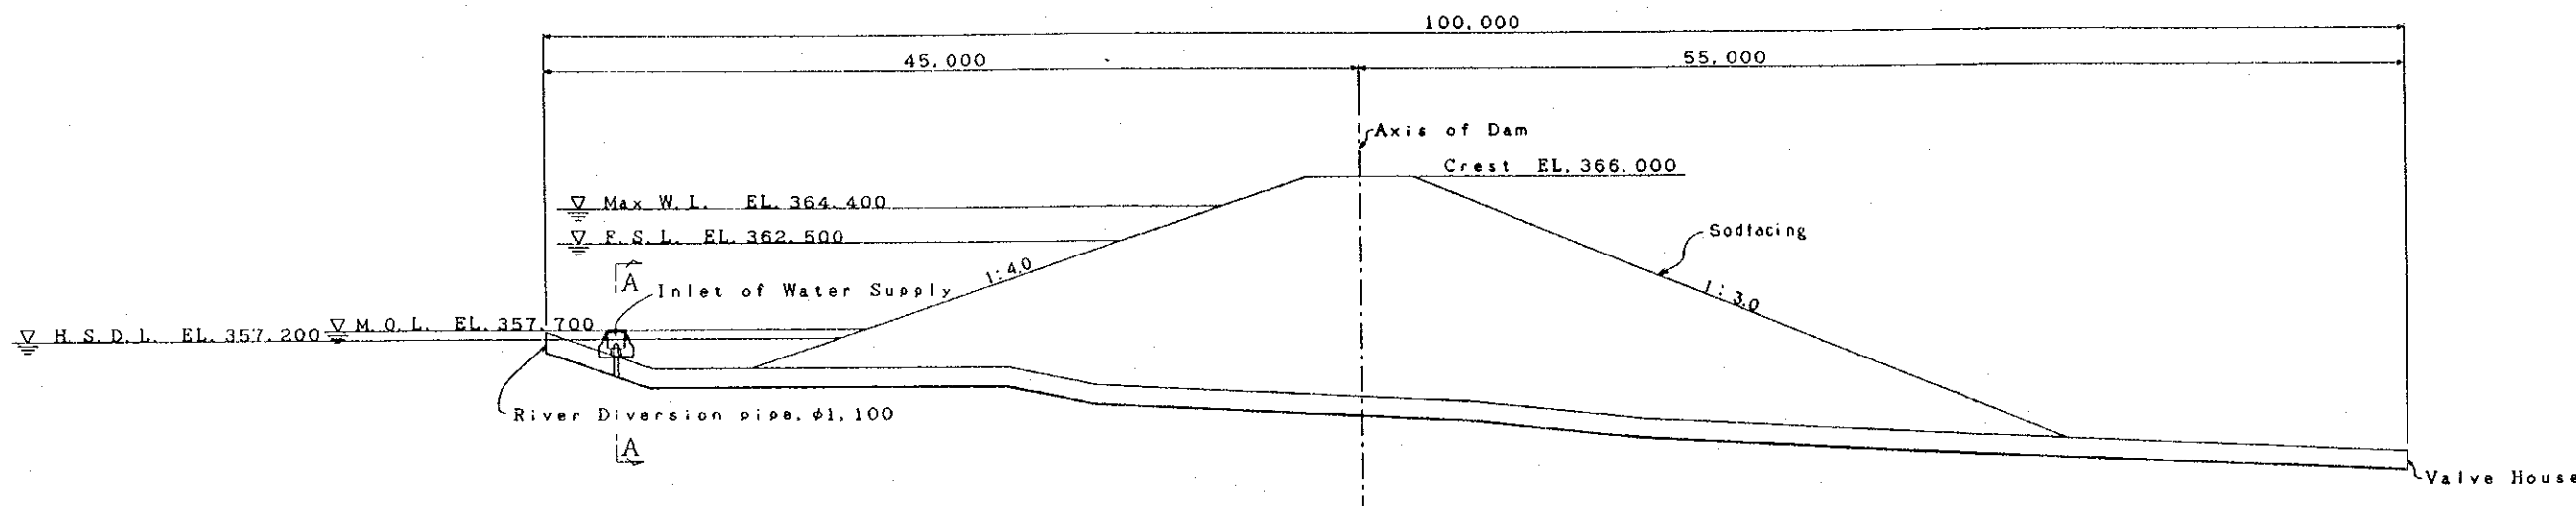 100,000
45,000
55,000
Axis of Dam
Crest EL. 366.000
Max W. L. EL. 364.400
F. S. L. EL. 362.500
Sodfacing
A
1:4.0
Inlet of Water Supply
1:3.0
M. O. L. EL. 357.700
H. S. D. L. EL. 357.200
River Diversion pipe. φ1,100
A
Valve House